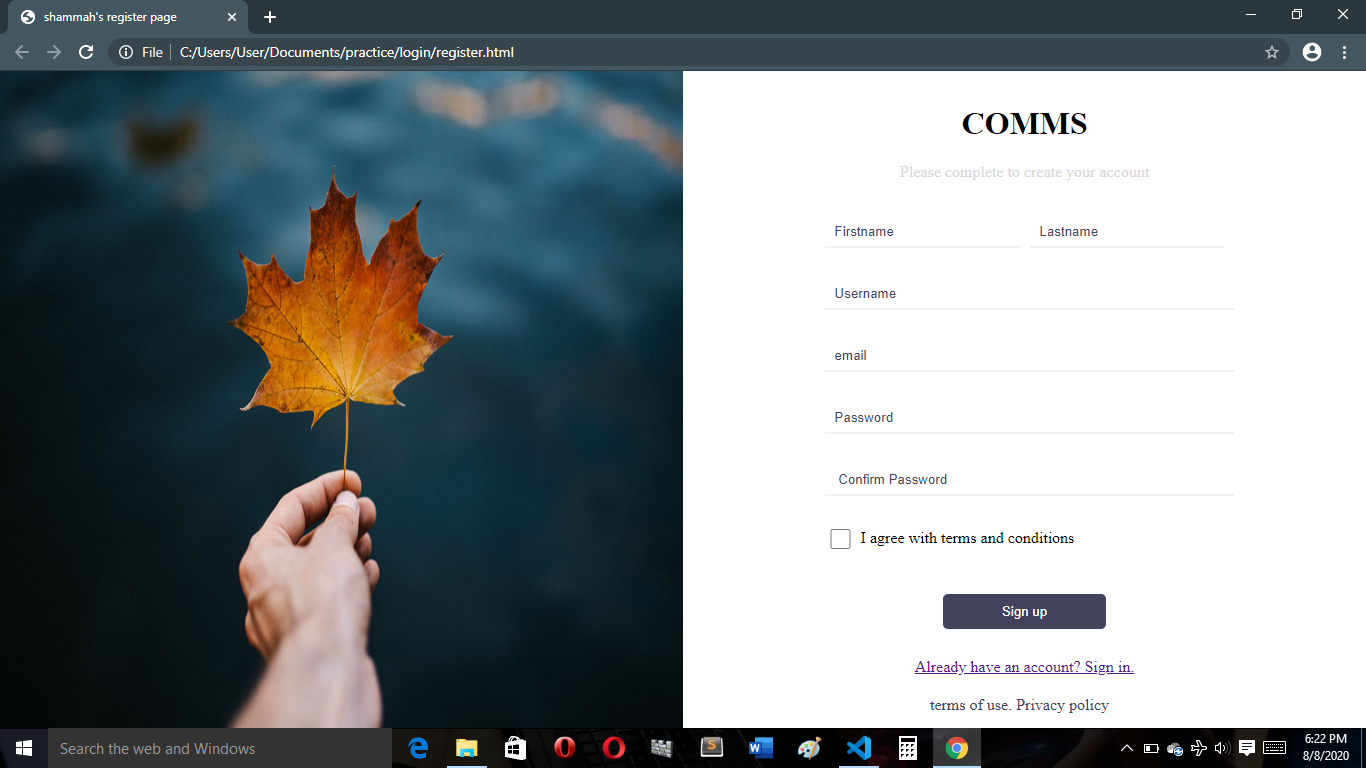 shammah's register page
File C:/Users/User/Documents/practice/login/register.html
COMMS
Please complete to create your account
Firstname Lastname
Username
email
Password
Confirm Password
I agree with terms and conditions
Sign up
Already have an account? Sign in.
terms of use. Privacy policy
Search the web and Windows
6:22 PM
8/8/2020